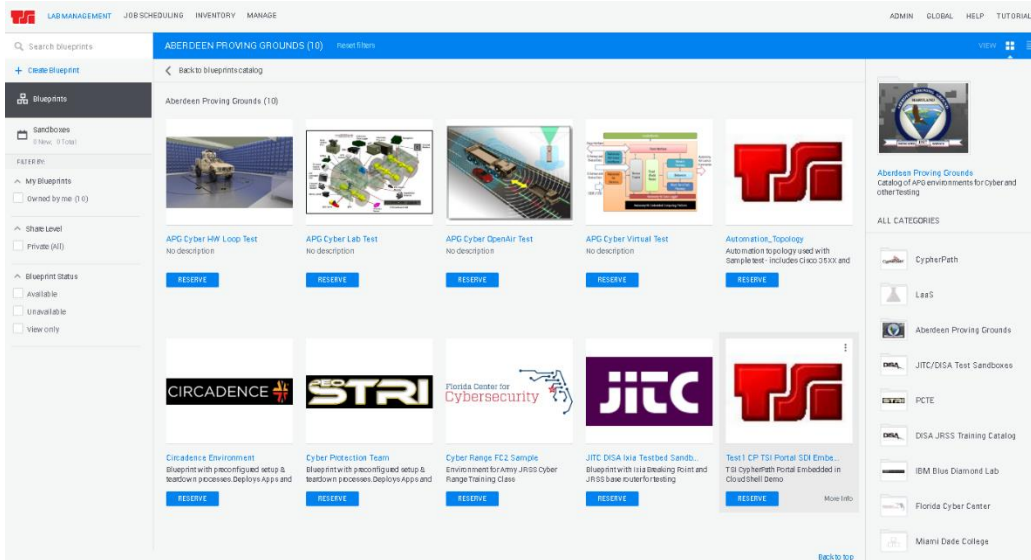 TSI LAB MANAGEMENT JOB SCHEDULING INVENTORY MANAGE ADMIN GLOBAL HELP TUTORIAL
Search blueprints
ABERDEEN PROVING GROUNDS (10) Reset filters
VIEW
+ Create Blueprint
Back to blueprints catalog
Blueprints
Sandboxes
0 New, 0 Total
FILTER BY:
My Blueprints
Owned by me (10)
Share Level
Private (All)
Blueprint Status
Available
Unavailable
View only
Aberdeen Proving Grounds (10)
APG Cyber HW Loop Test
No description
RESERVE
APG Cyber Lab Test
No description
RESERVE
APG Cyber OpenAir Test
No description
RESERVE
APG Cyber Virtual Test
No description
RESERVE
TSI
Automation_Topology
Automation topology used with
Sample test - includes Cisco 35XX and
RESERVE
CIRCADENCE
Circadence Environment
Blueprint with preconfigured setup &
teardown processes.Deploys Apps and
RESERVE
PEO STRI
Cyber Protection Team
Blueprint with preconfigured setup &
teardown processes.Deploys Apps and
RESERVE
Florida Center for
Cybersecurity
Cyber Range FC2 Sample
Environment for Army JRSS Cyber
Range Training Class
RESERVE
JITC
JITC DISA Ixia Testbed Sandb...
Blueprint with Ixia Breaking Point and
JRSS base router for testing
RESERVE
TSI
Test1 CP TSI Portal SDI Embe...
TSI CypherPath Portal Embedded in
CloudShell Demo
RESERVE More Info
Back to top
MARYLAND
Aberdeen Proving Grounds
Catalog of APG environments for Cyber and
other Testing
ALL CATEGORIES
CypherPath
LaaS
Aberdeen Proving Grounds
DISA JITC/DISA Test Sandboxes
STRI PCTE
DISA DISA JRSS Training Catalog
IBM Blue Diamond Lab
Florida Cyber Center
Miami Dade College